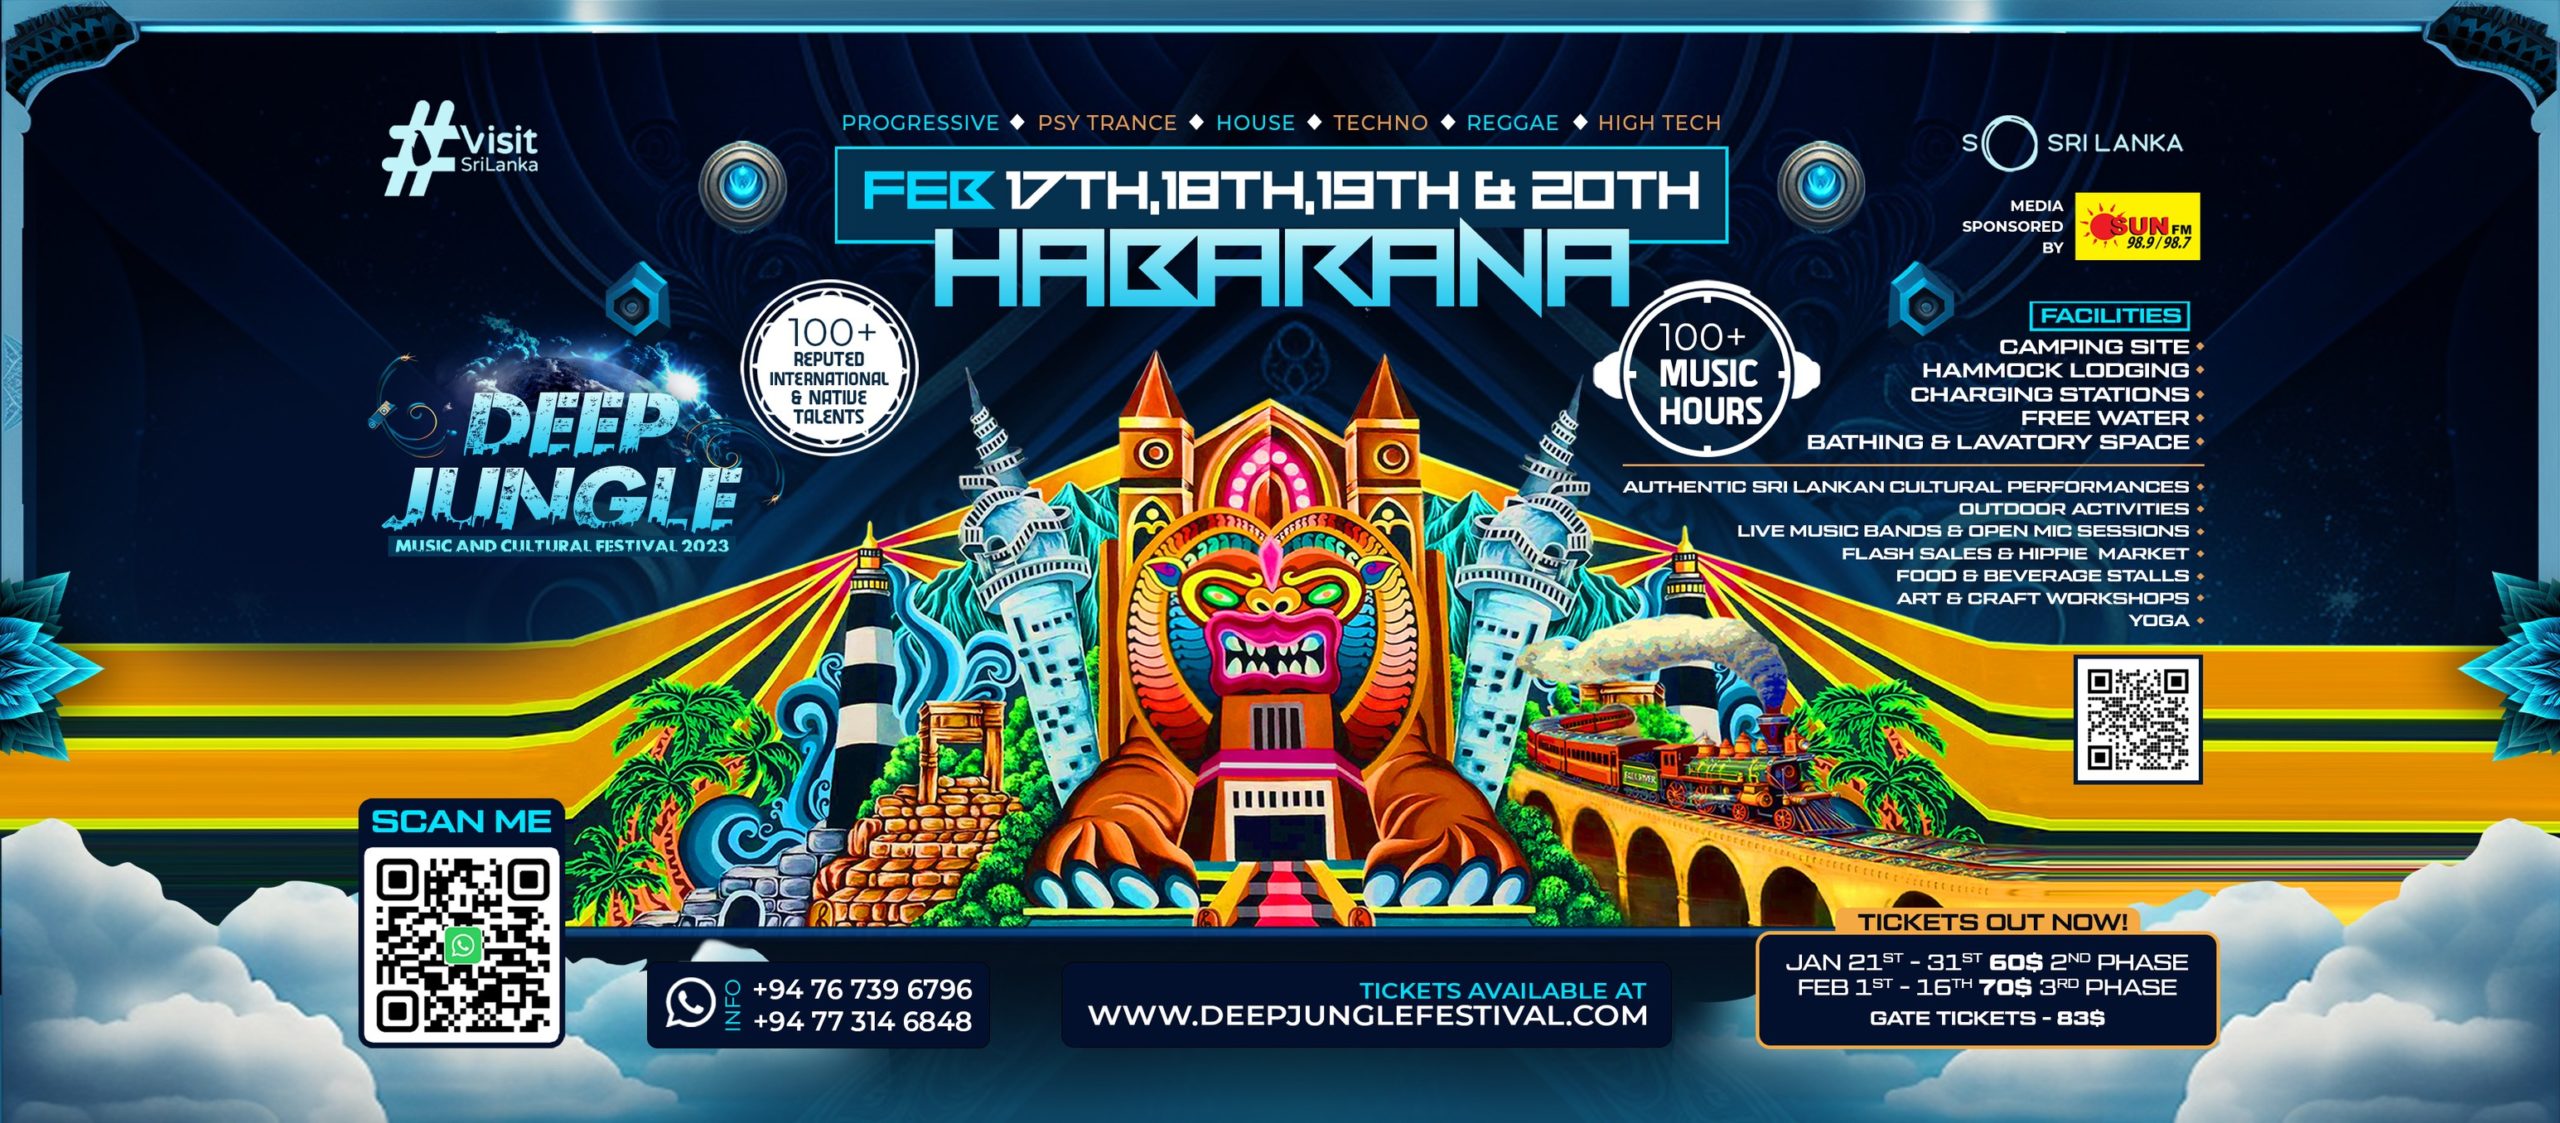 #Visit
SriLanka
PROGRESSIVE ◆ PSY TRANCE ◆ HOUSE ◆ TECHNO ◆ REGGAE ◆ HIGH TECH
FEB 17TH,18TH,19TH & 20TH
HABARANA
SO SRI LANKA
MEDIA
SPONSORED
BY
SUN FM
98.9 / 98.7
DEEP
JUNGLE
MUSIC AND CULTURAL FESTIVAL 2023
100+
REPUTED
INTERNATIONAL
& NATIVE
TALENTS
100+
MUSIC
HOURS
FACILITIES
CAMPING SITE
HAMMOCK LODGING
CHARGING STATIONS
FREE WATER
BATHING & LAVATORY SPACE
AUTHENTIC SRI LANKAN CULTURAL PERFORMANCES
OUTDOOR ACTIVITIES
LIVE MUSIC BANDS & OPEN MIC SESSIONS
FLASH SALES & HIPPIE MARKET
FOOD & BEVERAGE STALLS
ART & CRAFT WORKSHOPS
YOGA
SCAN ME
INFO
+94 76 739 6796
+94 77 314 6848
TICKETS AVAILABLE AT
WWW.DEEPJUNGLEFESTIVAL.COM
TICKETS OUT NOW!
JAN 21ST - 31ST 60$ 2ND PHASE
FEB 1ST - 16TH 70$ 3RD PHASE
GATE TICKETS - 83$